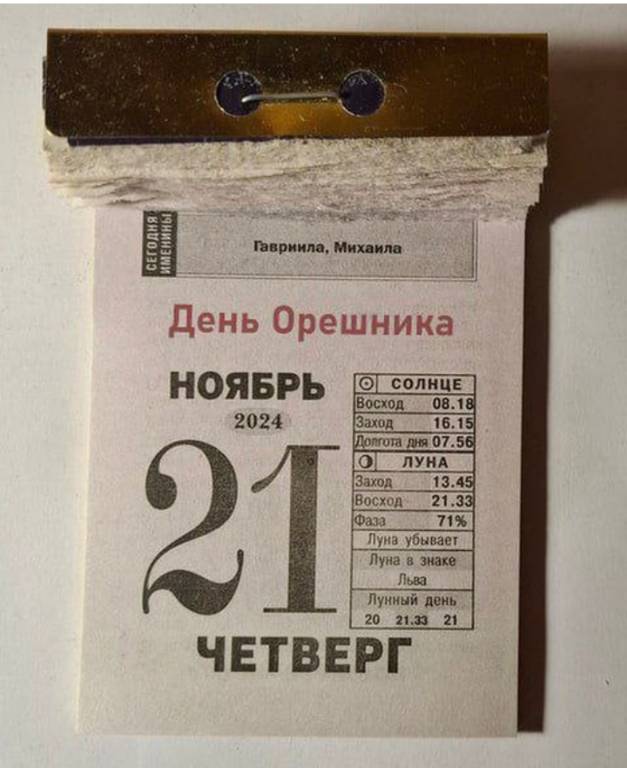 СЕГОДНЯ
ИМЕНИНЫ
Гавриила, Михаила
День Орешника
НОЯБРЬ
2024
21
ЧЕТВЕРГ
СОЛНЦЕ
Восход 08.18
Заход 16.15
Долгота дня 07.56
ЛУНА
Заход 13.45
Восход 21.33
Фаза 71%
Луна убывает
Луна в знаке
Льва
Лунный день
20 21.33 21